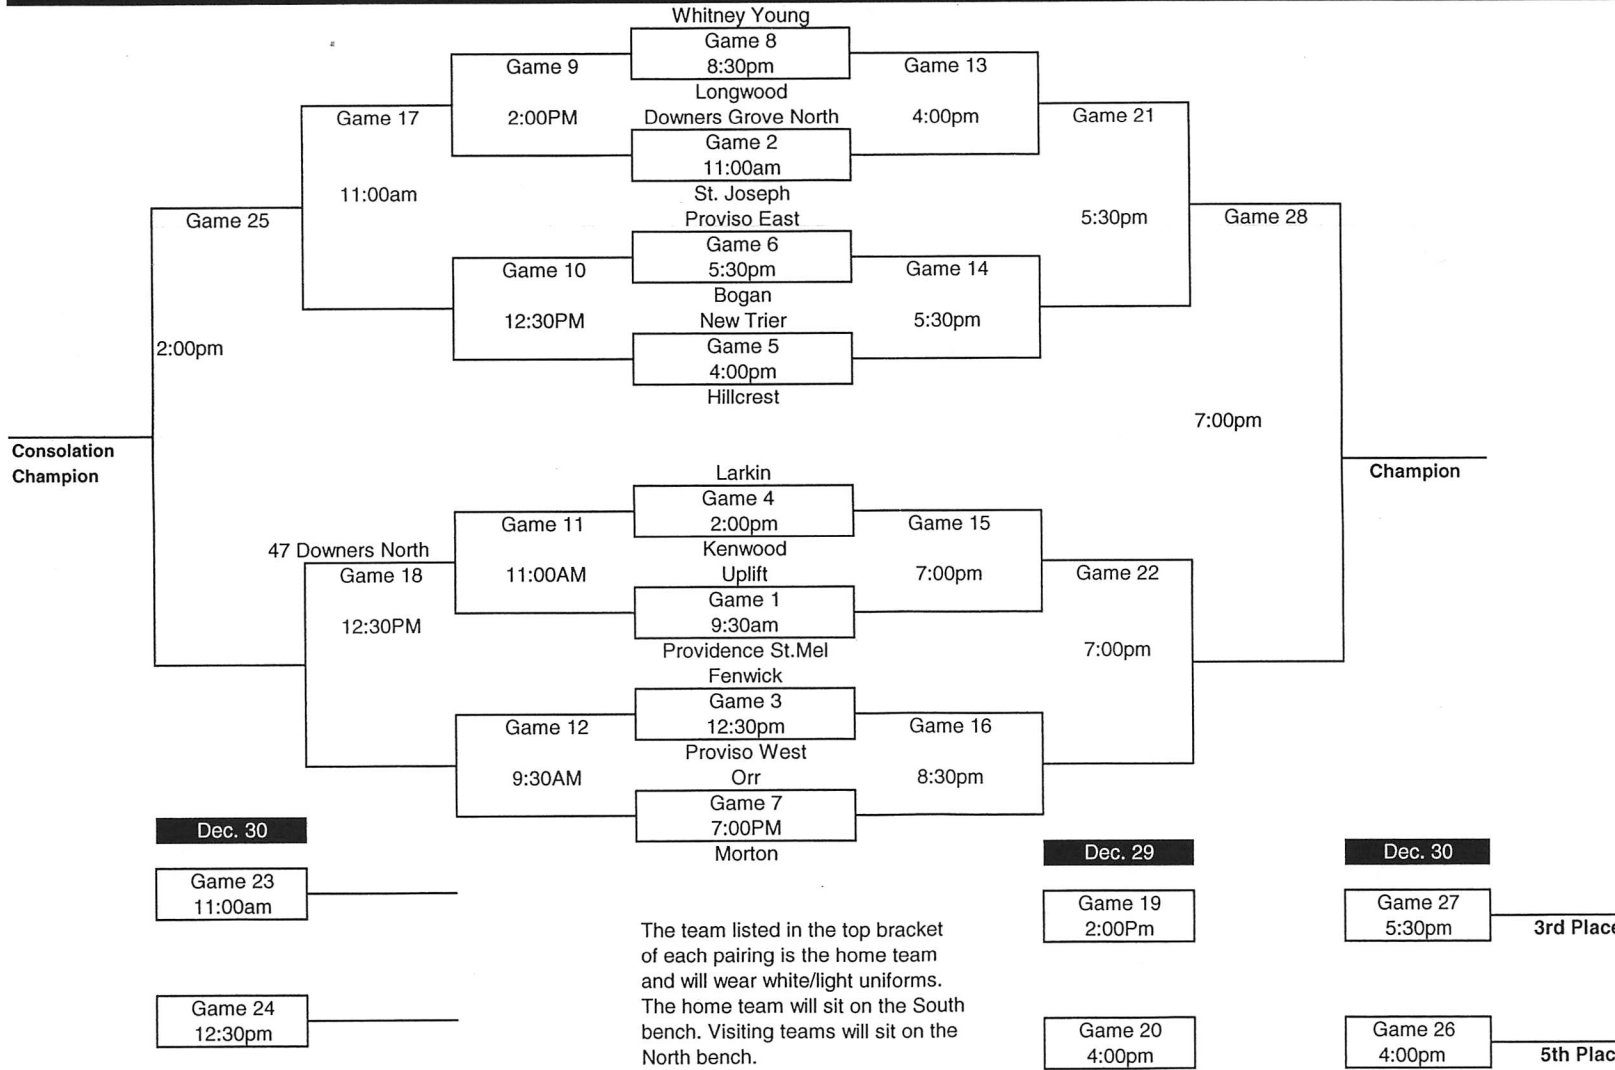 Whitney Young
Game 8
8:30pm
Longwood
Game 9
2:00PM
Game 13
4:00pm
Downers Grove North
Game 2
11:00am
St. Joseph
Game 17
11:00am
Game 21
5:30pm
Proviso East
Game 6
5:30pm
Bogan
Game 10
12:30PM
Game 14
5:30pm
New Trier
Game 5
4:00pm
Hillcrest
Game 25
2:00pm
Game 28
7:00pm
Consolation
Champion
Champion
Larkin
Game 4
2:00pm
Kenwood
Game 11
11:00AM
Game 15
7:00pm
Uplift
Game 1
9:30am
Providence St.Mel
47 Downers North
Game 18
12:30PM
Game 22
7:00pm
Fenwick
Game 3
12:30pm
Proviso West
Game 12
9:30AM
Game 16
8:30pm
Orr
Game 7
7:00PM
Morton
Dec. 30
Game 23
11:00am
Game 24
12:30pm
The team listed in the top bracket
of each pairing is the home team
and will wear white/light uniforms.
The home team will sit on the South
bench. Visiting teams will sit on the
North bench.
Dec. 29
Game 19
2:00Pm
Game 20
4:00pm
Dec. 30
Game 27
5:30pm
3rd Place
Game 26
4:00pm
5th Plac